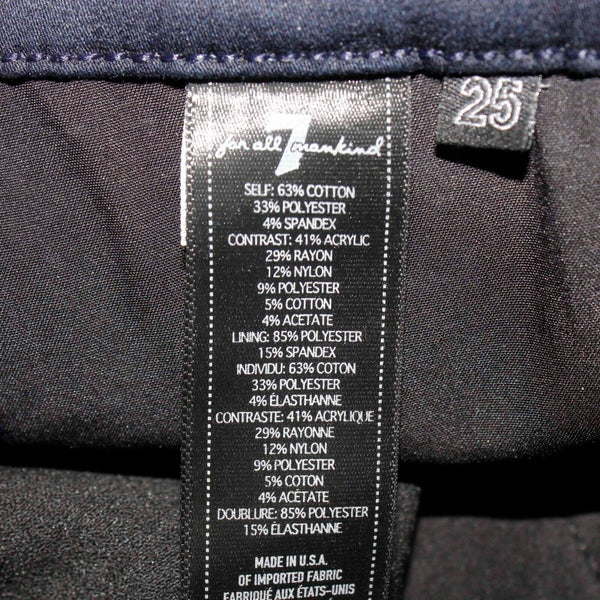 25
7
for all mankind
SELF: 63% COTTON
33% POLYESTER
4% SPANDEX
CONTRAST: 41% ACRYLIC
29% RAYON
12% NYLON
9% POLYESTER
5% COTTON
4% ACETATE
LINING: 85% POLYESTER
15% SPANDEX
INDIVIDU: 63% COTON
33% POLYESTER
4% ÉLASTHANNE
CONTRASTE: 41% ACRYLIQUE
29% RAYONNE
12% NYLON
9% POLYESTER
5% COTON
4% ACÉTATE
DOUBLURE: 85% POLYESTER
15% ÉLASTHANNE
MADE IN U.S.A.
OF IMPORTED FABRIC
FABRIQUÉ AUX ÉTATS-UNIS